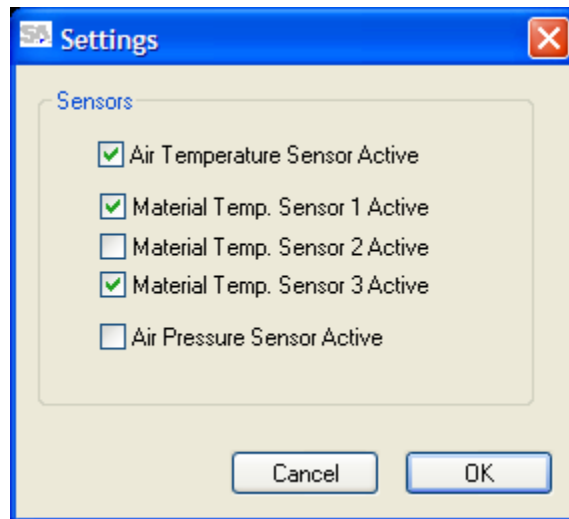 SA Settings
Sensors
Air Temperature Sensor Active
Material Temp. Sensor 1 Active
Material Temp. Sensor 2 Active
Material Temp. Sensor 3 Active
Air Pressure Sensor Active
Cancel OK